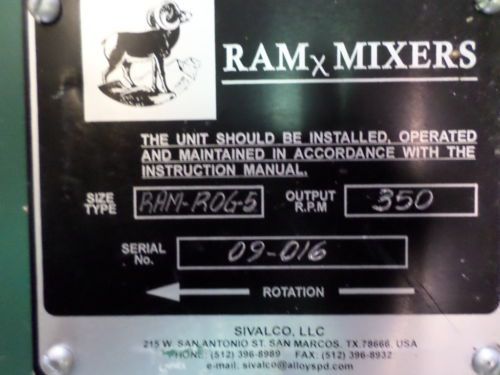 RAMx MIXERS
THE UNIT SHOULD BE INSTALLED, OPERATED
AND MAINTAINED IN ACCORDANCE WITH THE
INSTRUCTION MANUAL.
SIZE TYPE RAM-ROG-5 OUTPUT R.P.M 350
SERIAL No. 09-016
ROTATION
SIVALCO, LLC
215 W. SAN ANTONIO ST. SAN MARCOS, TX.78666, USA
PHONE: (512) 396-8989 FAX: (512) 396-8932
e-mail: sivalco@alloyspd.com